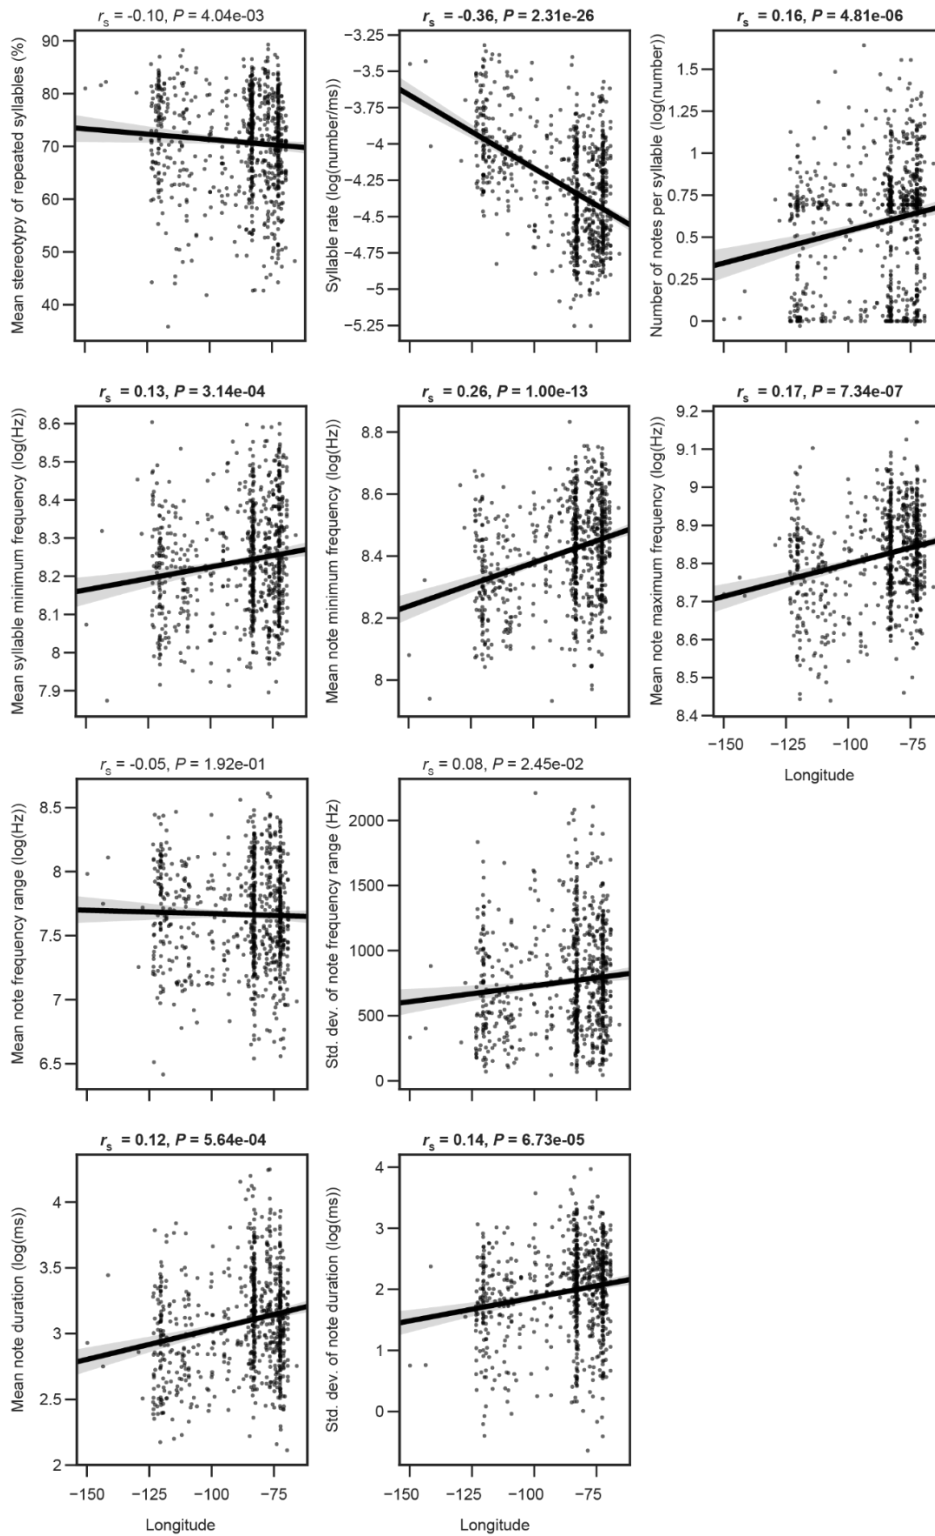 rs = -0.10, P = 4.04e-03
Mean stereotypy of repeated syllables (%)
90
80
70
60
50
40
rs = -0.36, P = 2.31e-26
Syllable rate (log(number/ms))
−3.25
−3.5
−3.75
−4
−4.25
−4.5
−4.75
−5
−5.25
rs = 0.16, P = 4.81e-06
Number of notes per syllable (log(number))
1.5
1.25
1
0.75
0.5
0.25
0
rs = 0.13, P = 3.14e-04
Mean syllable minimum frequency (log(Hz))
8.6
8.5
8.4
8.3
8.2
8.1
8
7.9
rs = 0.26, P = 1.00e-13
Mean note minimum frequency (log(Hz))
8.8
8.6
8.4
8.2
8
rs = 0.17, P = 7.34e-07
Mean note maximum frequency (log(Hz))
9.2
9.1
9
8.9
8.8
8.7
8.6
8.5
8.4
−150 −125 −100 −75
Longitude
rs = -0.05, P = 1.92e-01
Mean note frequency range (log(Hz))
8.5
8
7.5
7
6.5
rs = 0.08, P = 2.45e-02
Std. dev. of note frequency range (Hz)
2000
1500
1000
500
0
rs = 0.12, P = 5.64e-04
Mean note duration (log(ms))
4
3.5
3
2.5
2
−150 −125 −100 −75
Longitude
rs = 0.14, P = 6.73e-05
Std. dev. of note duration (log(ms))
4
3
2
1
0
−150 −125 −100 −75
Longitude